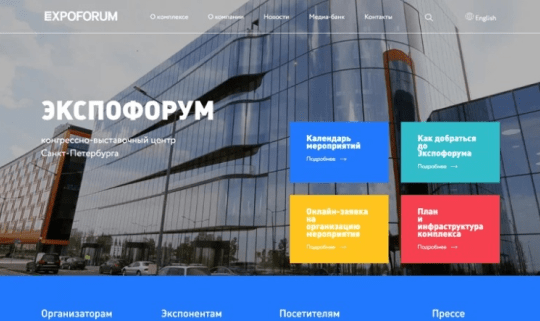 EXPOFORUM
О комплексе О компании Новости Медиа-банк Контакты English
ЭКСПОФОРУМ
конгрессно-выставочный центр
Санкт-Петербурга
Календарь
мероприятий
Подробнее →
Как добраться
до
Экспофорума
Подробнее →
Онлайн-заявка
на
организацию
мероприятие
Подробнее →
План
и
инфраструктура
комплекса
Подробнее →
Организаторам Экспонентам Посетителям Прессе